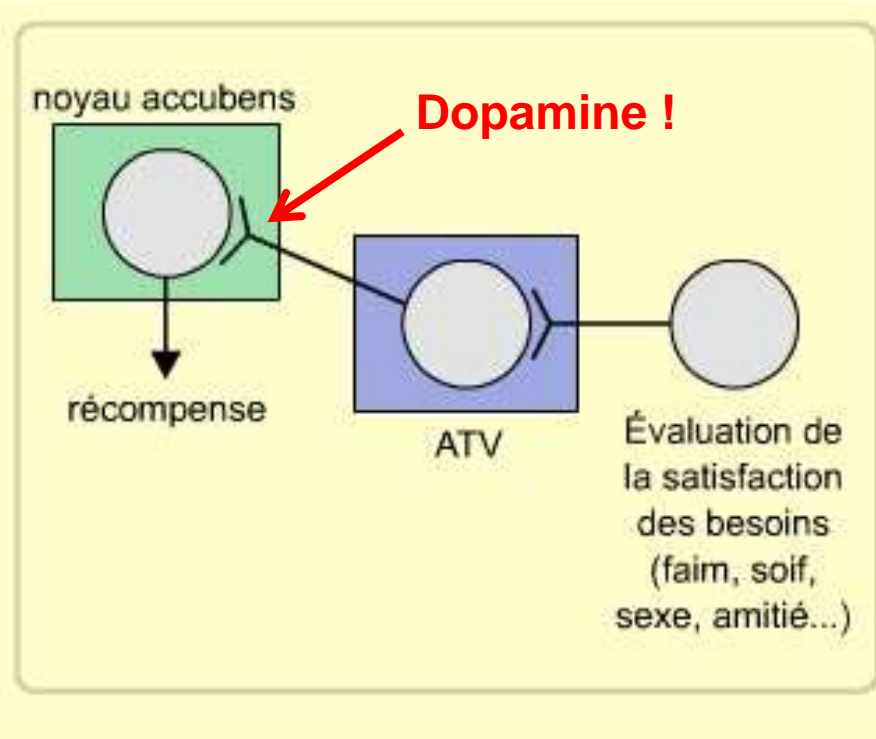 noyau accubens
Dopamine !
récompense
ATV
Évaluation de
la satisfaction
des besoins
(faim, soif,
sexe, amitié...)